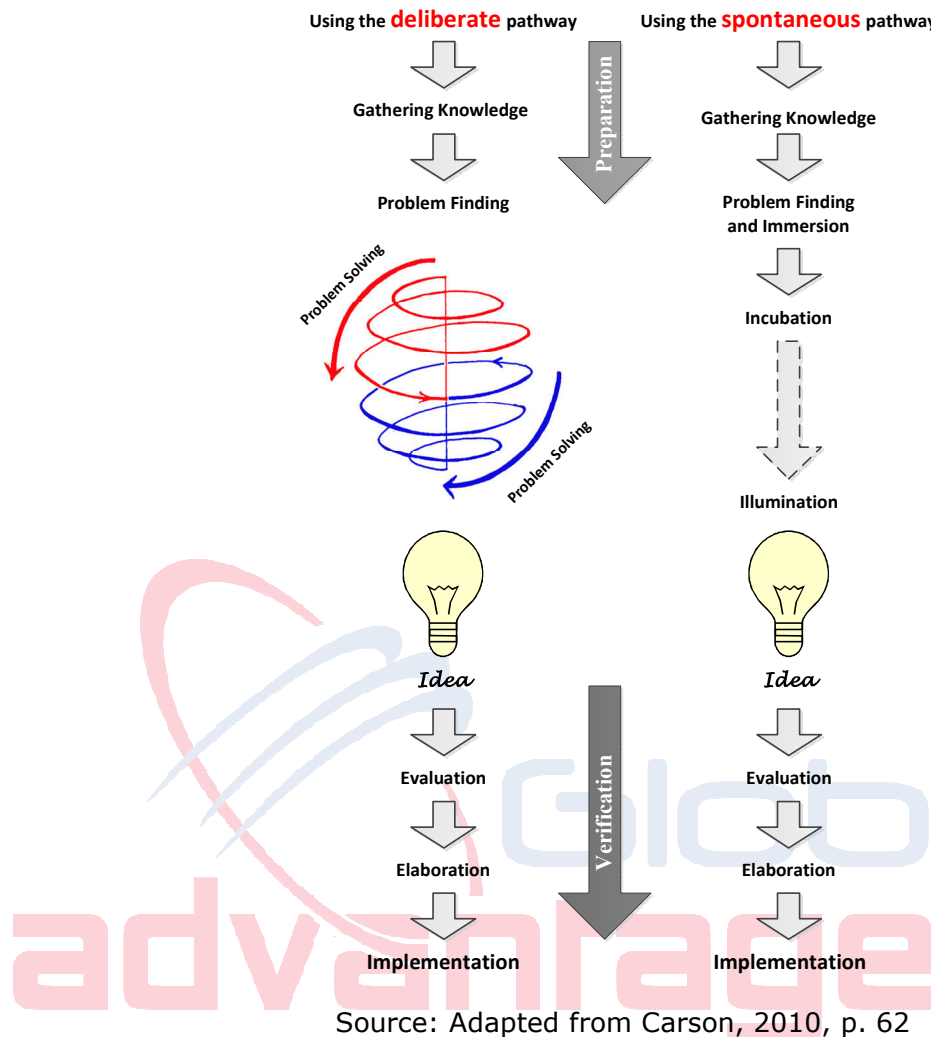 Using the deliberate pathway
Gathering Knowledge
Problem Finding
Problem Solving
Problem Solving
Idea
Evaluation
Elaboration
Implementation
Preparation
Verification
Using the spontaneous pathway
Gathering Knowledge
Problem Finding
and Immersion
Incubation
Illumination
Idea
Evaluation
Elaboration
Implementation
Glob
advantage
Source: Adapted from Carson, 2010, p. 62